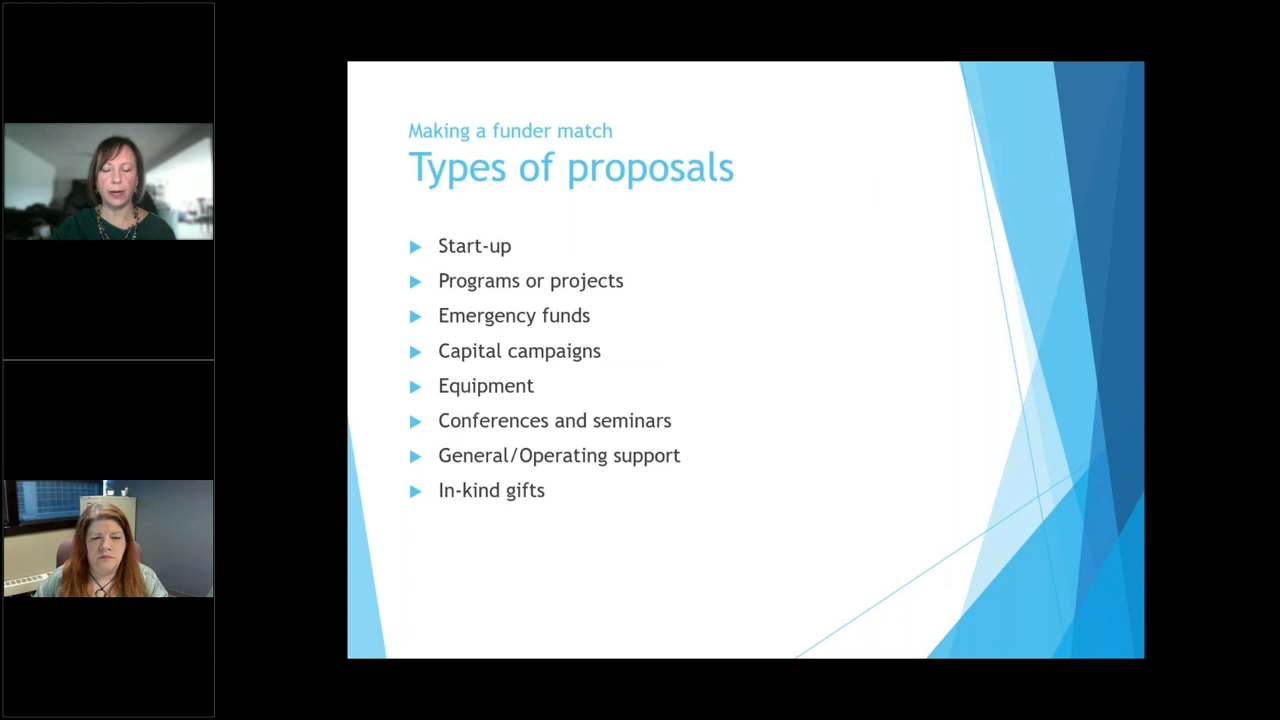 Making a funder match
Types of proposals
Start-up
Programs or projects
Emergency funds
Capital campaigns
Equipment
Conferences and seminars
General/Operating support
In-kind gifts